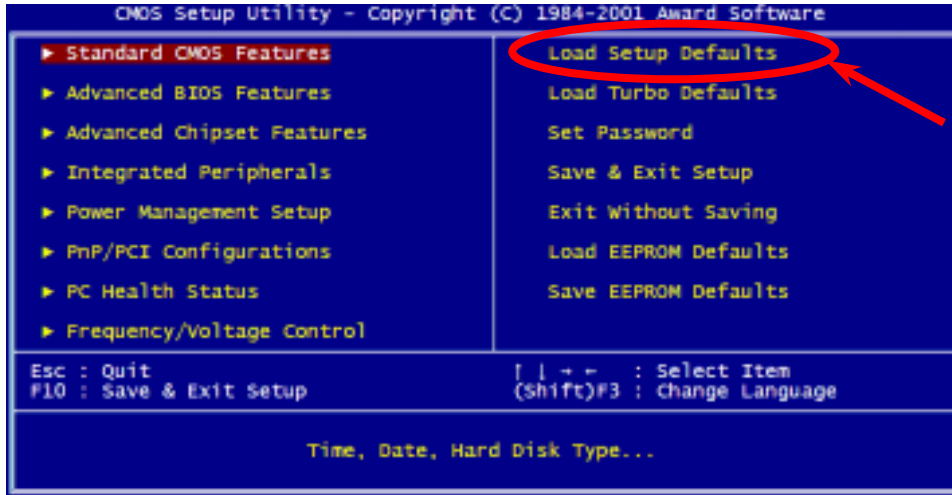 CMOS Setup Utility - Copyright (C) 1984-2001 Award Software
► Standard CMOS Features
► Advanced BIOS Features
► Advanced Chipset Features
► Integrated Peripherals
► Power Management Setup
► PnP/PCI Configurations
► PC Health Status
► Frequency/Voltage Control
Load Setup Defaults
Load Turbo Defaults
Set Password
Save & Exit Setup
Exit Without Saving
Load EEPROM Defaults
Save EEPROM Defaults
Esc : Quit
F10 : Save & Exit Setup
↑ ↓ → ← : Select Item
(Shift)F3 : Change Language
Time, Date, Hard Disk Type...